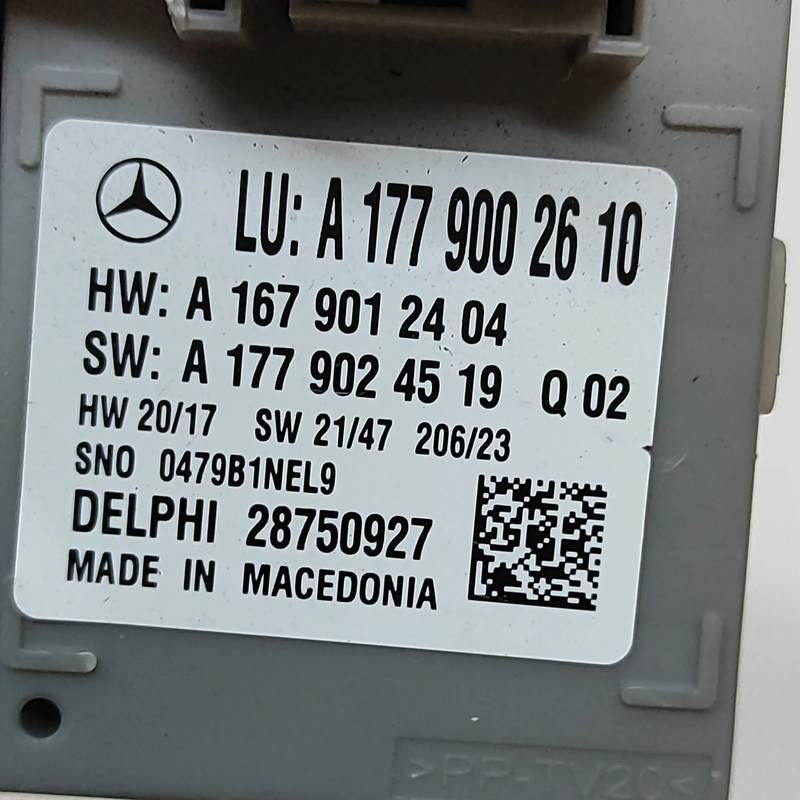 LU: A 177 900 26 10
HW: A 167 901 24 04
SW: A 177 902 45 19 Q 02
HW 20/17 SW 21/47 206/23
SNO 0479B1NEL9
DELPHI 28750927
MADE IN MACEDONIA
>PP-TV20<